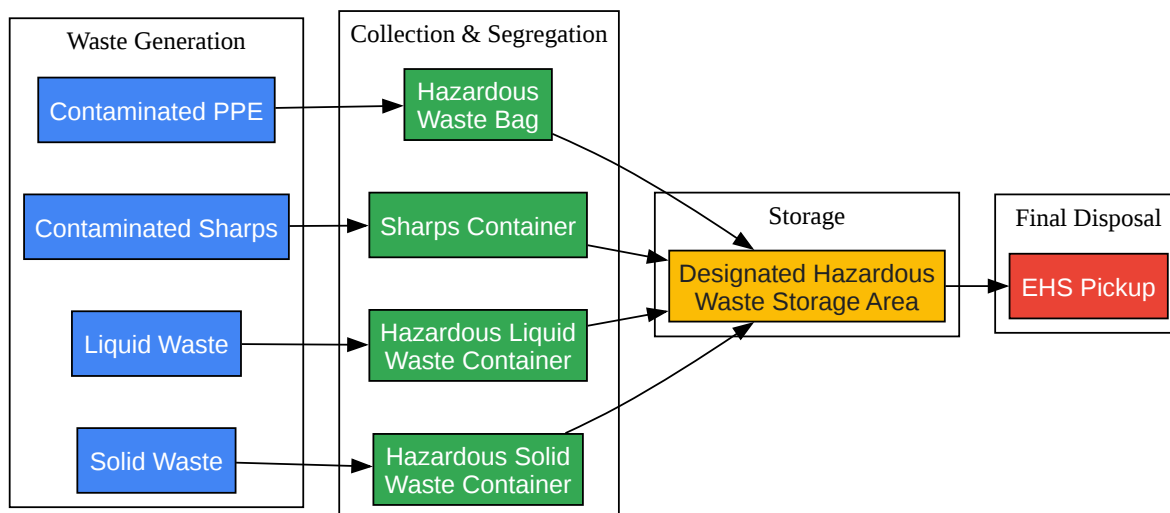 Waste Generation
Contaminated PPE
Contaminated Sharps
Liquid Waste
Solid Waste
Collection & Segregation
Hazardous
Waste Bag
Sharps Container
Hazardous Liquid
Waste Container
Hazardous Solid
Waste Container
Storage
Designated Hazardous
Waste Storage Area
Final Disposal
EHS Pickup